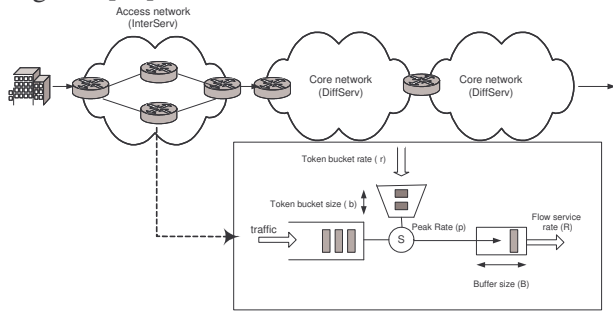 Access network
(InterServ)
Core network
(DiffServ)
Core network
(DiffServ)
Token bucket rate ( r)
Token bucket size ( b)
traffic
S
Peak Rate (p)
Flow service
rate (R)
Buffer size (B)